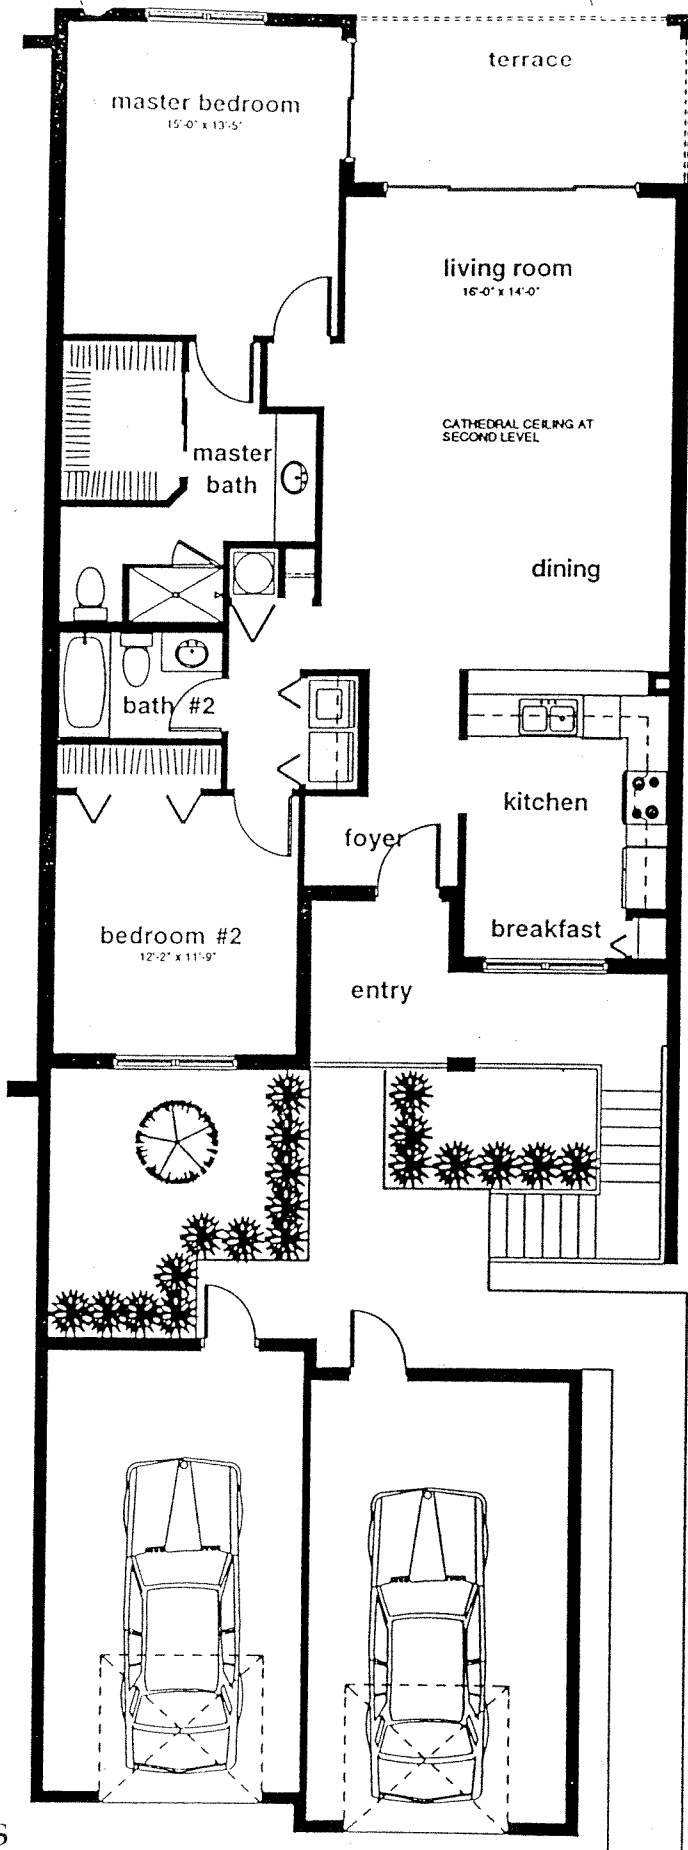 terrace
master bedroom
15'-0" x 13'-5"
living room
16'-0" x 14'-0"
CATHEDRAL CEILING AT
SECOND LEVEL
master
bath
dining
bath #2
kitchen
foyer
breakfast
bedroom #2
12'-2" x 11'-9"
entry
S